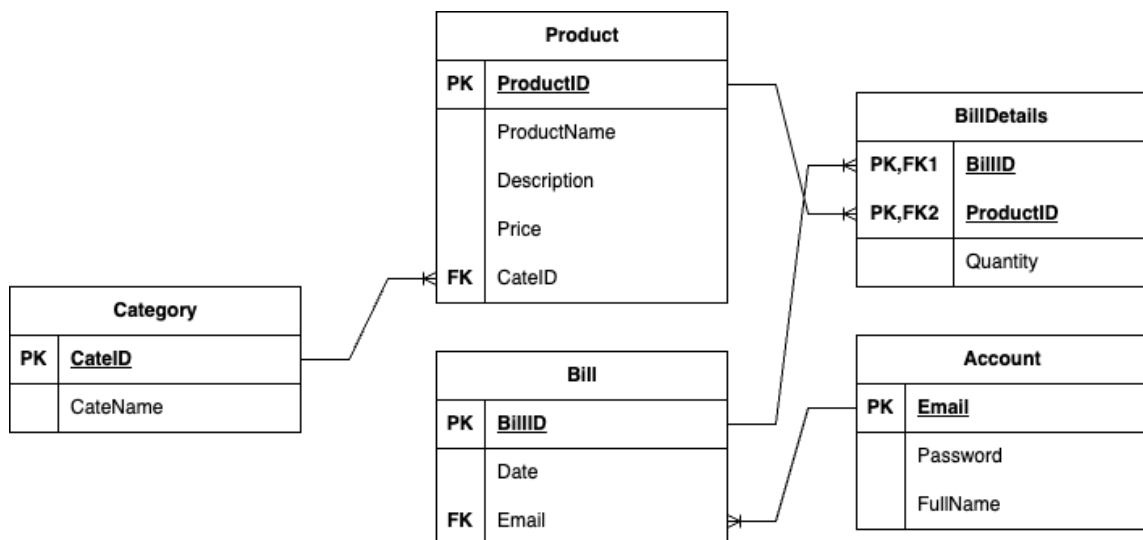 Product
PK ProductID
ProductName
Description
Price
FK CateID
BillDetails
PK,FK1 BillID
PK,FK2 ProductID
Quantity
Category
PK CateID
CateName
Bill
PK BillID
Date
FK Email
Account
PK Email
Password
FullName